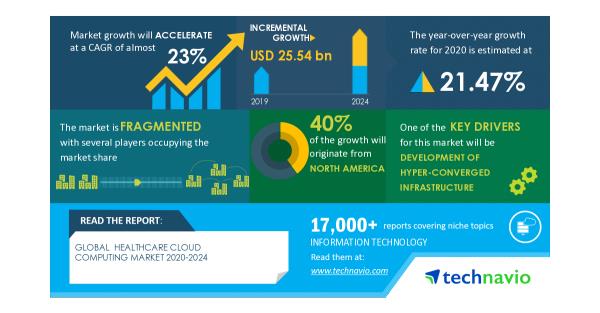 Market growth will ACCELERATE
at a CAGR of almost
23%
INCREMENTAL
GROWTH
USD 25.54 bn
2019
2024
The year-over-year growth
rate for 2020 is estimated at
21.47%
The market is FRAGMENTED
with several players occupying the
market share
40%
of the growth will
originate from
NORTH AMERICA
One of the KEY DRIVERS
for this market will be
DEVELOPMENT OF
HYPER-CONVERGED
INFRASTRUCTURE
READ THE REPORT:
GLOBAL HEALTHCARE CLOUD
COMPUTING MARKET 2020-2024
17,000+ reports covering niche topics
INFORMATION TECHNOLOGY
Read them at:
www.technavio.com
technavio